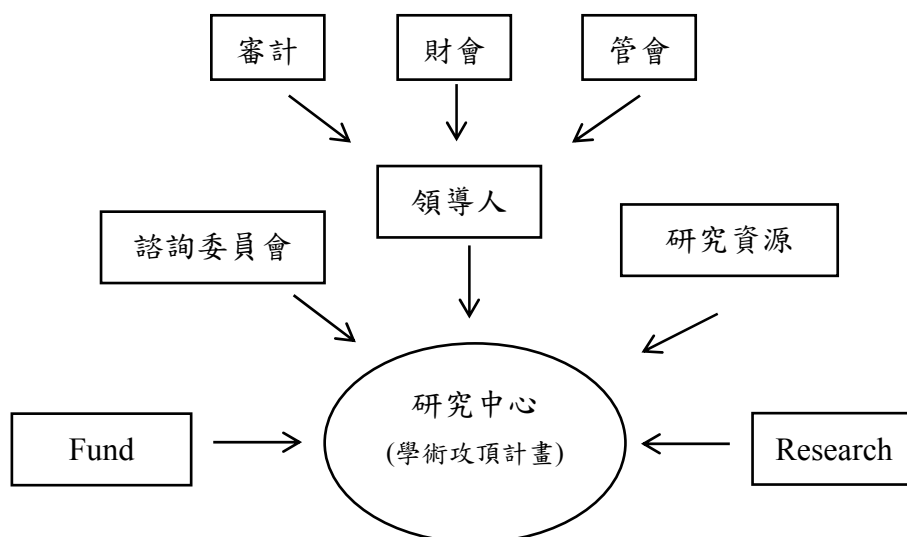 審計
財會
管會
領導人
諮詢委員會
研究資源
研究中心
(學術攻頂計畫)
Fund
Research